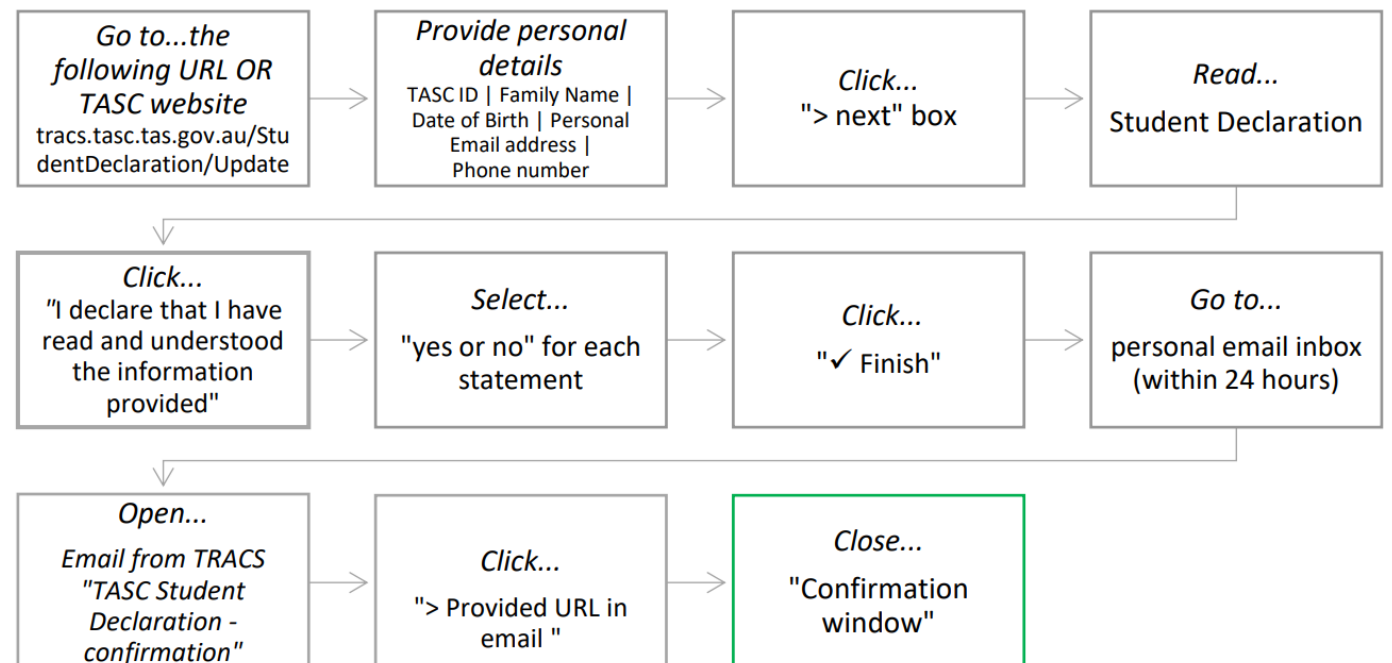 Go to...the
following URL OR
TASC website
tracs.tasc.tas.gov.au/Stu
dentDeclaration/Update
Provide personal
details
TASC ID | Family Name |
Date of Birth | Personal
Email address |
Phone number
Click...
"> next" box
Read...
Student Declaration
Click...
"I declare that I have
read and understood
the information
provided"
Select...
"yes or no" for each
statement
Click...
"✓ Finish"
Go to...
personal email inbox
(within 24 hours)
Open...
Email from TRACS
"TASC Student
Declaration -
confirmation"
Click...
"> Provided URL in
email "
Close...
"Confirmation
window"